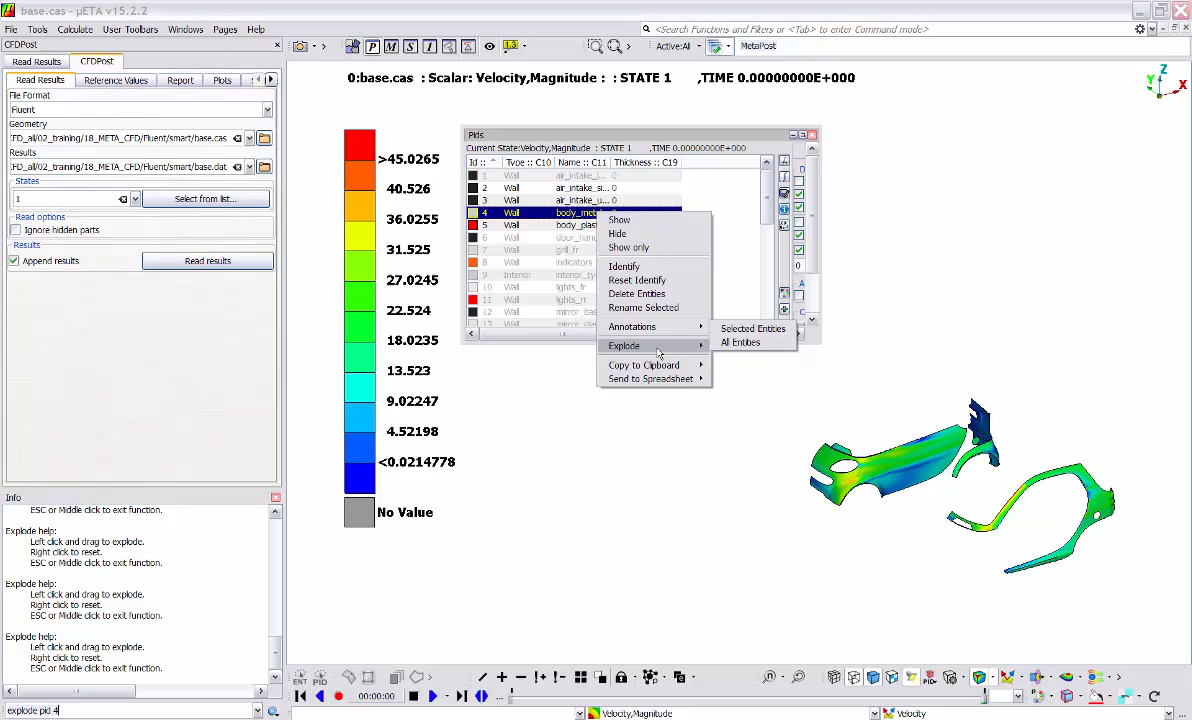 base.cas - µETA v15.2.2
File Tools Calculate User Toolbars Windows Pages Help
<Search Functions and Filters or <Tab> to enter Command mode>
CFDPost
Active:All
MetaPost
Read Results CFDPost
Read Results Reference Values Report Plots
File Format
Fluent
Geometry
:FD_all/02_training/18_META_CFD/Fluent/smart/base.cas
Results
:FD_all/02_training/18_META_CFD/Fluent/smart/base.dat
States
1
Select from list...
Read options
Ignore hidden parts
Results
Append results
Read results
Info
ESC or Middle click to exit function.
Explode help:
Left click and drag to explode.
Right click to reset.
ESC or Middle click to exit function.
Explode help:
Left click and drag to explode.
Right click to reset.
ESC or Middle click to exit function.
Explode help:
Left click and drag to explode.
Right click to reset.
ESC or Middle click to exit function.
explode pid 4
0:base.cas : Scalar: Velocity,Magnitude : : STATE 1 ,TIME 0.00000000E+000
>45.0265
40.526
36.0255
31.525
27.0245
22.524
18.0235
13.523
9.02247
4.52198
<0.0214778
No Value
Z
Y
X
Pids
Current State:Velocity,Magnitude : STATE 1 ,TIME 0.00000000E+000
Id :: Type :: C10 Name :: C11 Thickness :: C19
1 Wall air_intake_l... 0
2 Wall air_intake_si... 0
3 Wall air_intake_u... 0
4 Wall body_met
5 Wall body_plast
6 Wall door_hand
7 Wall grill_fr
8 Wall indicators
9 Interior interior_ty
10 Wall lights_fr
11 Wall lights_rr
12 Wall mirror_bas
13 Wall
Show
Hide
Show only
Identify
Reset Identify
Delete Entities
Rename Selected
Annotations
Explode
Copy to Clipboard
Send to Spreadsheet
Selected Entities
All Entities
ENT PID
00:00:00
PID
Velocity,Magnitude
Velocity